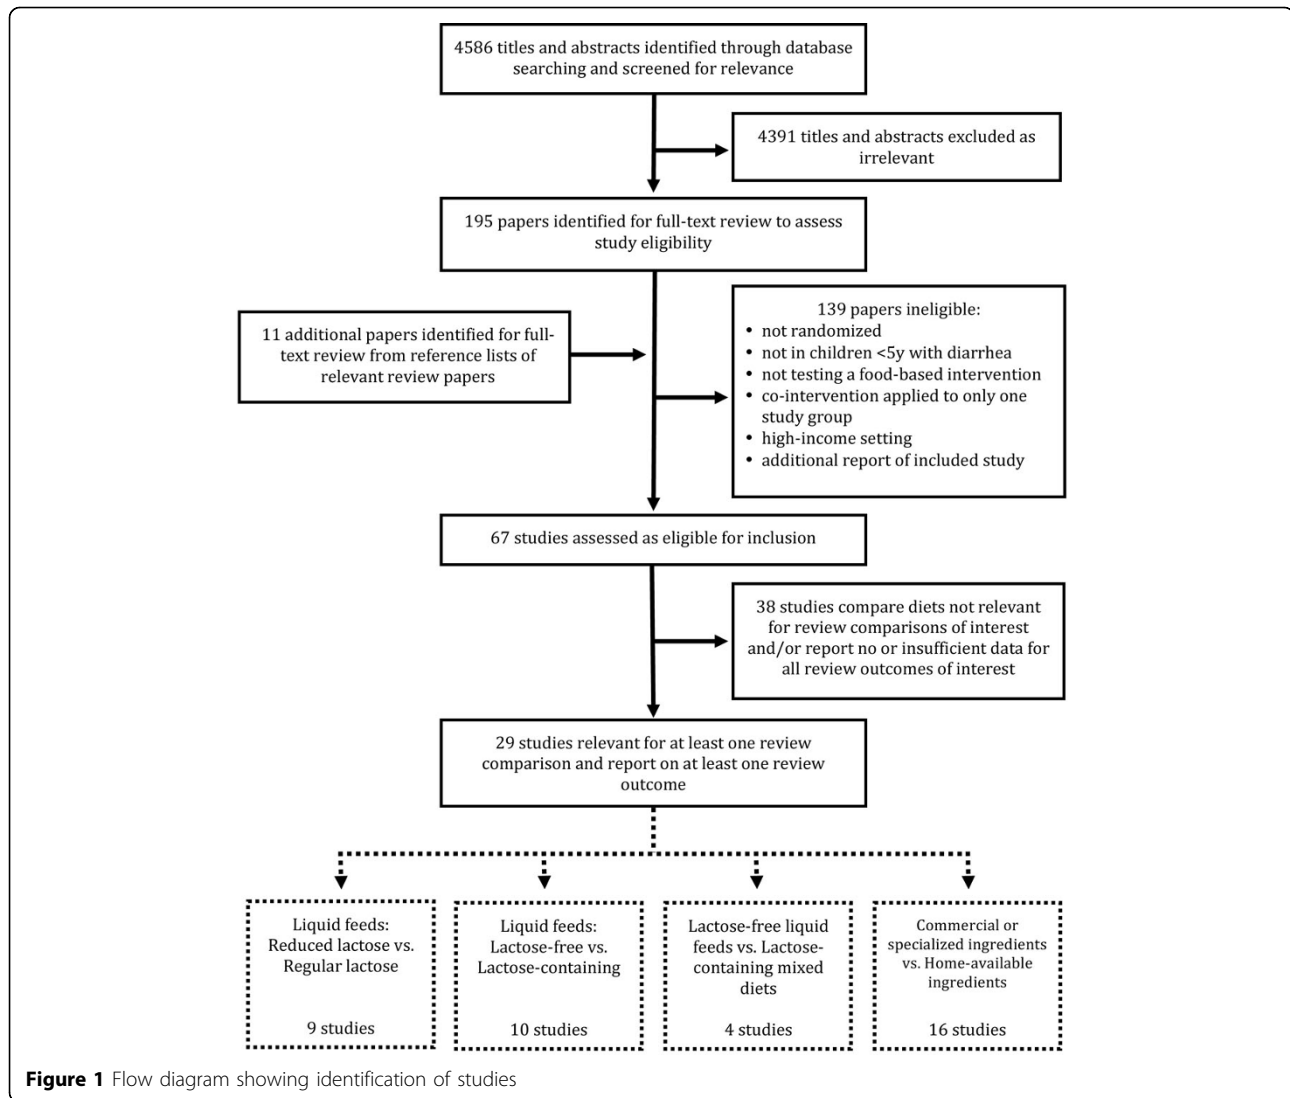 4586 titles and abstracts identified through database
searching and screened for relevance
4391 titles and abstracts excluded as
irrelevant
195 papers identified for full-text review to assess
study eligibility
11 additional papers identified for full-
text review from reference lists of
relevant review papers
139 papers ineligible:
• not randomized
• not in children <5y with diarrhea
• not testing a food-based intervention
• co-intervention applied to only one
study group
• high-income setting
• additional report of included study
67 studies assessed as eligible for inclusion
38 studies compare diets not relevant
for review comparisons of interest
and/or report no or insufficient data for
all review outcomes of interest
29 studies relevant for at least one review
comparison and report on at least one review
outcome
Liquid feeds:
Reduced lactose vs.
Regular lactose
9 studies
Liquid feeds:
Lactose-free vs.
Lactose-containing
10 studies
Lactose-free liquid
feeds vs. Lactose-
containing mixed
diets
4 studies
Commercial or
specialized ingredients
vs. Home-available
ingredients
16 studies
Figure 1 Flow diagram showing identification of studies